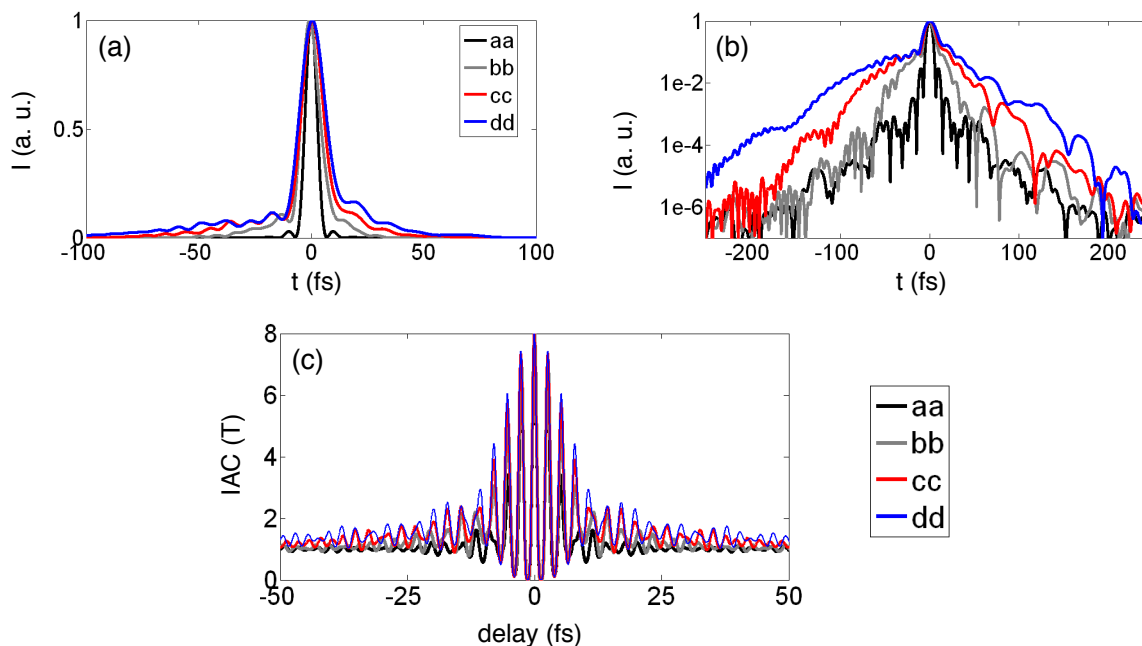 (a)
1
0.5
0
I (a. u.)
-100
-50
0
50
100
t (fs)
aa
bb
cc
dd
(b)
1
1e-2
1e-4
1e-6
I (a. u.)
-200
-100
0
100
200
t (fs)
(c)
8
6
4
2
0
IAC (T)
-50
-25
0
25
50
delay (fs)
aa
bb
cc
dd